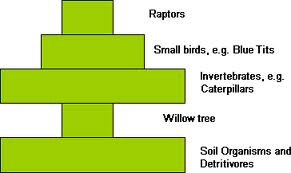 Raptors
Small birds, e.g. Blue Tits
Invertebrates, e.g.
Caterpillars
Willow tree
Soil Organisms and
Detritivores